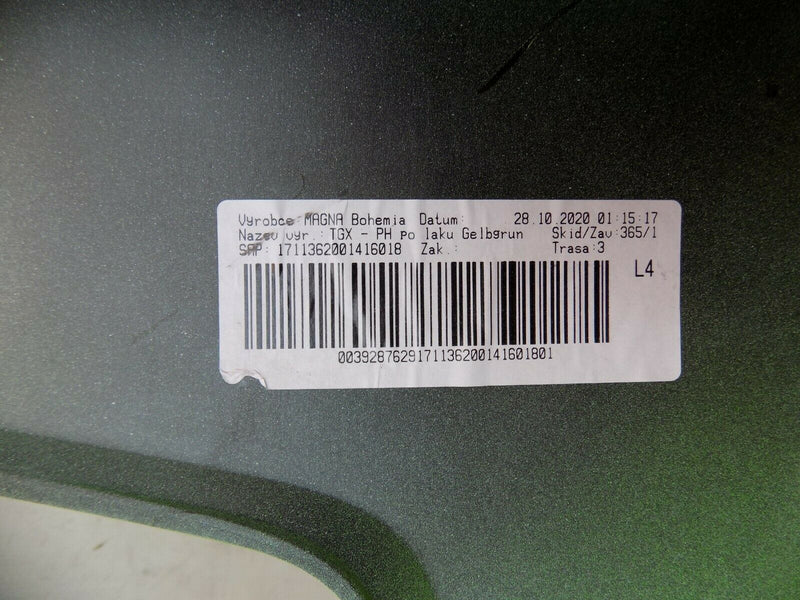 Vyrobce: MAGNA Bohemia Datum: 28.10.2020 01:15:17
Nazev vyr.: TGX - PH po laku Gelbgrun Skid/Zav:365/1
SAP: 1711362001416018 Zak.: Trasa:3
L4
0039287629171136200141601801